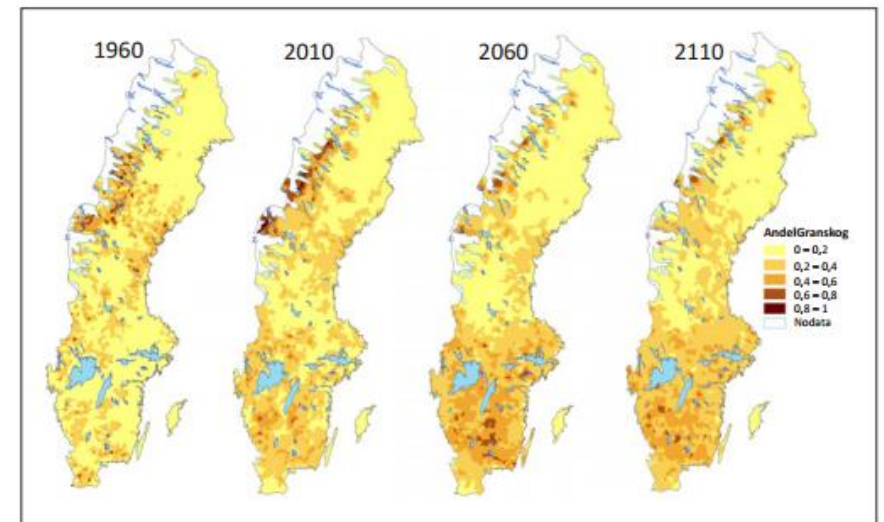 1960
2010
2060
2110
AndelGranskog
0 – 0,2
0,2 – 0,4
0,4 – 0,6
0,6 – 0,8
0,8 – 1
Nodata